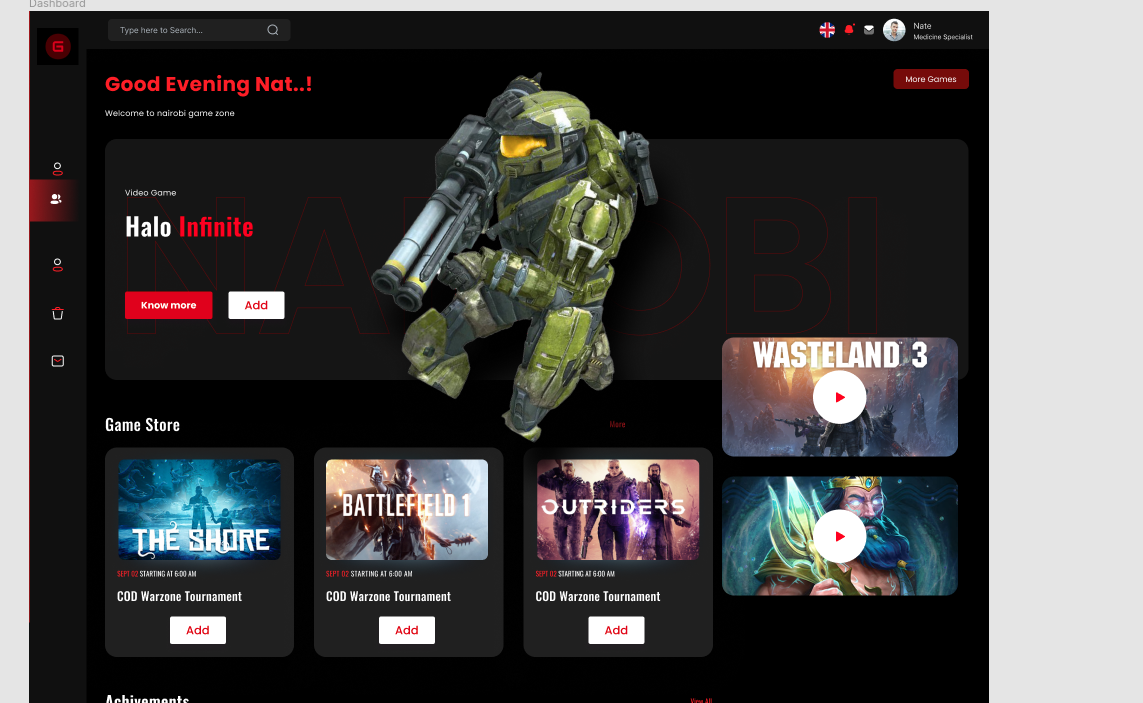 Dashboard
G
Type here to Search...
Nate
Medicine Specialist
Good Evening Nat..!
More Games
Welcome to nairobi game zone
NAIROBI
Video Game
Halo Infinite
Know more
Add
WASTELAND 3
Game Store
More
THE SHORE
BATTLEFIELD 1
OUTRIDERS
SEPT 02 STARTING AT 6:00 AM
SEPT 02 STARTING AT 6:00 AM
SEPT 02 STARTING AT 6:00 AM
COD Warzone Tournament
COD Warzone Tournament
COD Warzone Tournament
Add
Add
Add
Achivements
View All